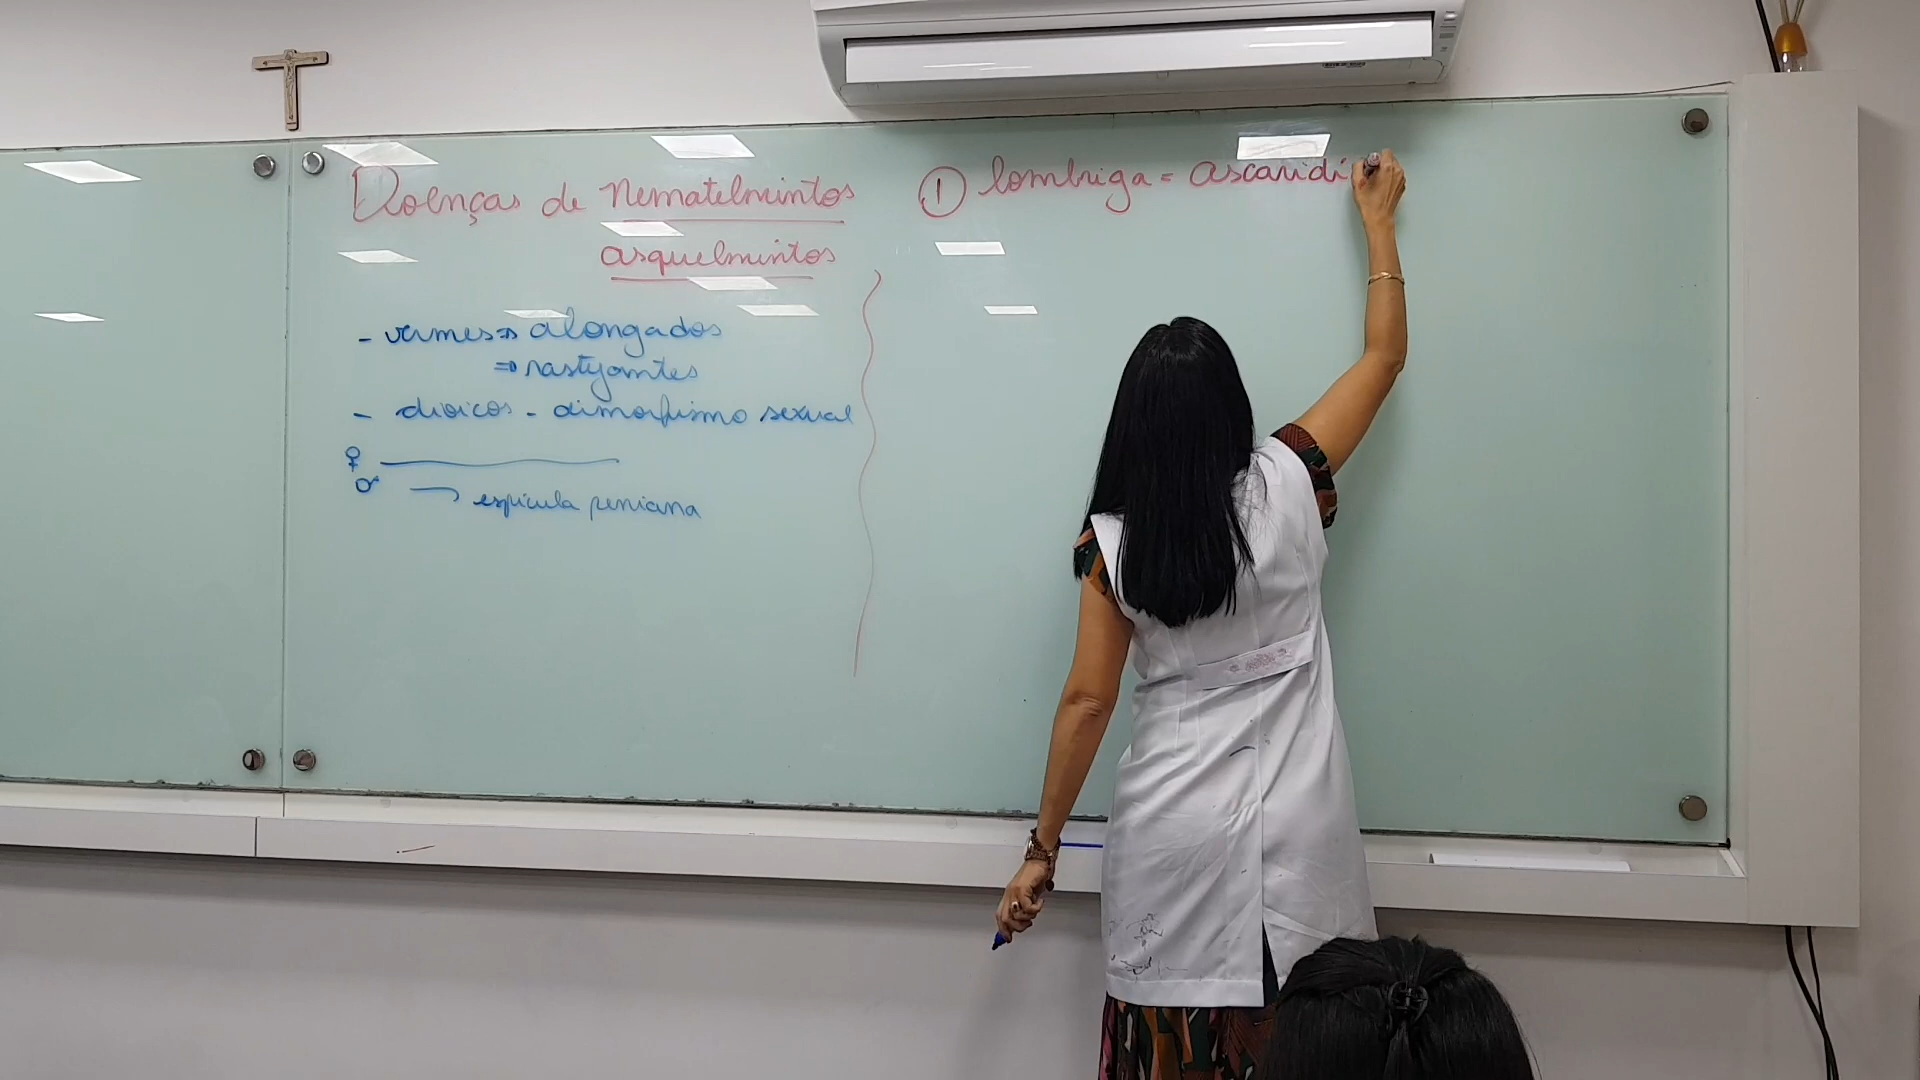 Doenças de Nematelmintos
asquelmintos
- vermes => alongados
=> rastejantes
- dioicos - dimorfismo sexual
♀
♂ espícula peniana
① lombriga = ascaridí